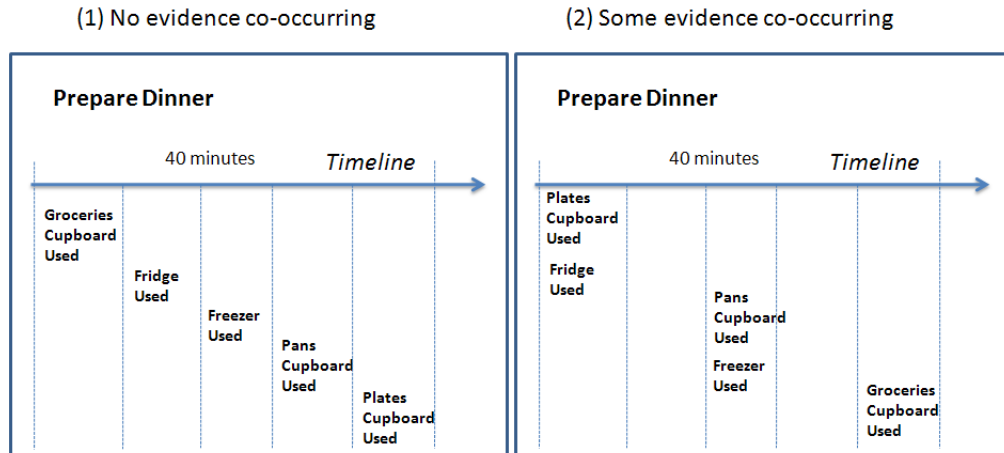 (1) No evidence co-occurring
Prepare Dinner
40 minutes
Timeline
Groceries
Cupboard
Used
Fridge
Used
Freezer
Used
Pans
Cupboard
Used
Plates
Cupboard
Used
(2) Some evidence co-occurring
Prepare Dinner
40 minutes
Timeline
Plates
Cupboard
Used
Fridge
Used
Pans
Cupboard
Used
Freezer
Used
Groceries
Cupboard
Used